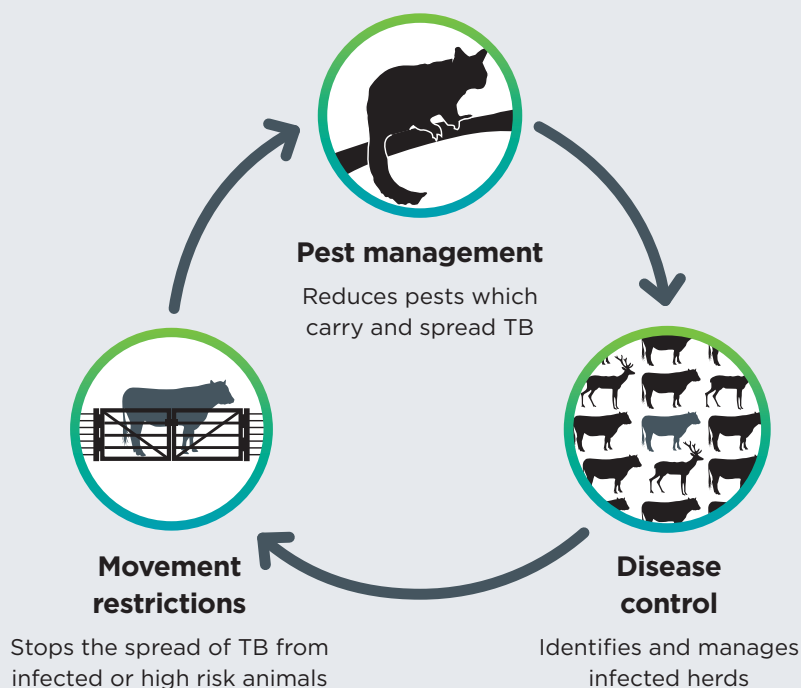 Pest management
Reduces pests which
carry and spread TB
Movement
restrictions
Stops the spread of TB from
infected or high risk animals
Disease
control
Identifies and manages
infected herds